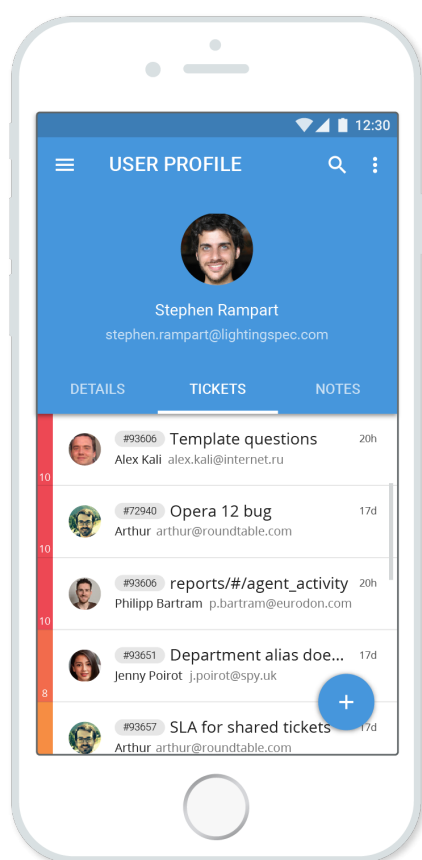 12:30
USER PROFILE
Stephen Rampart
stephen.rampart@lightingspec.com
DETAILS TICKETS NOTES
#93606 Template questions 20h
Alex Kali alex.kali@internet.ru
10
#72940 Opera 12 bug 17d
Arthur arthur@roundtable.com
10
#93606 reports/#/agent_activity 20h
Philipp Bartram p.bartram@eurodon.com
10
#93651 Department alias doe... 17d
Jenny Poirot j.poirot@spy.uk
8
#93657 SLA for shared tickets 17d
Arthur arthur@roundtable.com